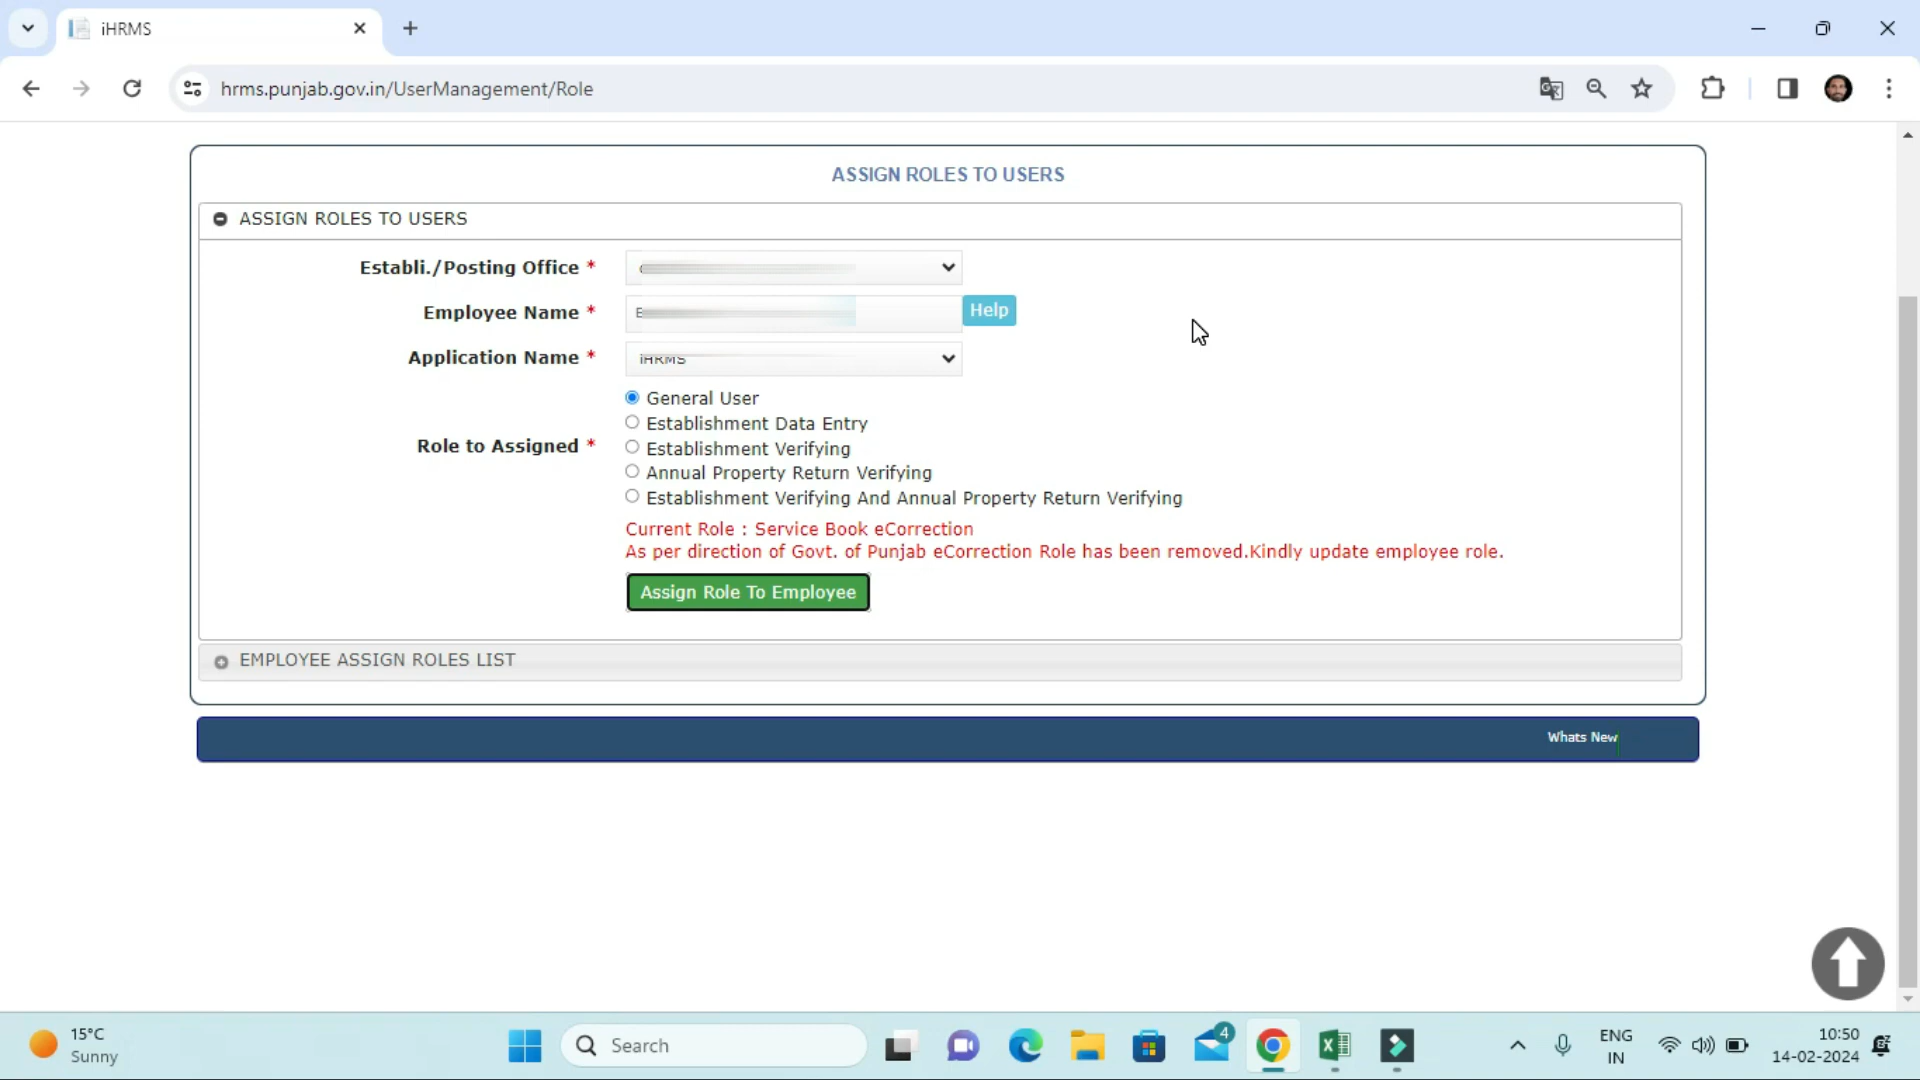 iHRMS
hrms.punjab.gov.in/UserManagement/Role
ASSIGN ROLES TO USERS
ASSIGN ROLES TO USERS
Establi./Posting Office *
Employee Name *
Help
Application Name * iHRMS
General User
Establishment Data Entry
Role to Assigned *
Establishment Verifying
Annual Property Return Verifying
Establishment Verifying And Annual Property Return Verifying
Current Role : Service Book eCorrection
As per direction of Govt. of Punjab eCorrection Role has been removed.Kindly update employee role.
Assign Role To Employee
EMPLOYEE ASSIGN ROLES LIST
Whats New
15°C
Sunny
Search
4
ENG
IN
10:50
14-02-2024